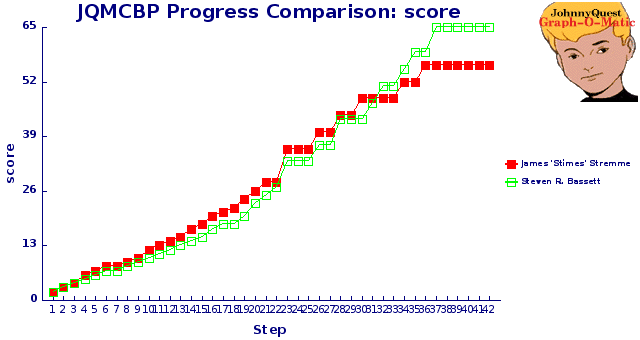 JQMCBP Progress Comparison: score
JohnnyQuest
Graph-O-Matic
65
52
39
26
13
0
score
1 2 3 4 5 6 7 8 9 10 11 12 13 14 15 16 17 18 19 20 21 22 23 24 25 26 27 28 29 30 31 32 33 34 35 36 37 38 39 40 41 42
Step
James 'Stimes' Stremme
Steven R. Bassett